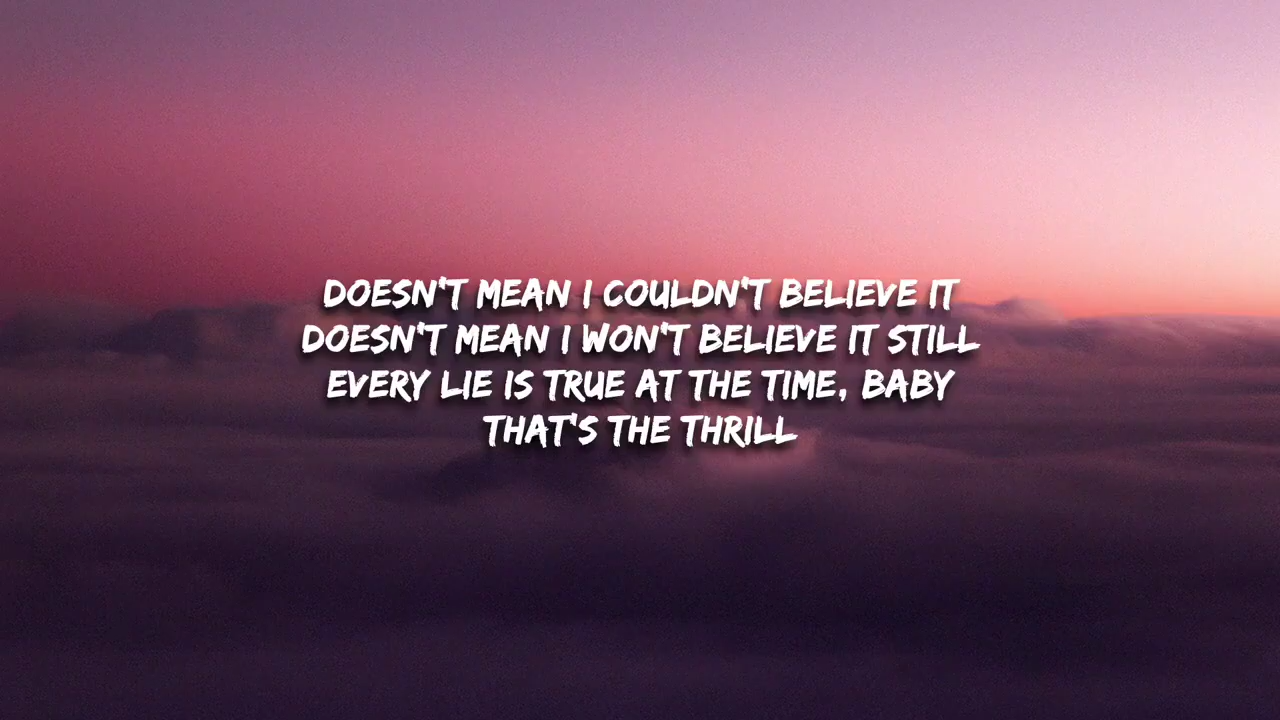 DOESN'T MEAN I COULDN'T BELIEVE IT
DOESN'T MEAN I WON'T BELIEVE IT STILL
EVERY LIE IS TRUE AT THE TIME, BABY
THAT'S THE THRILL